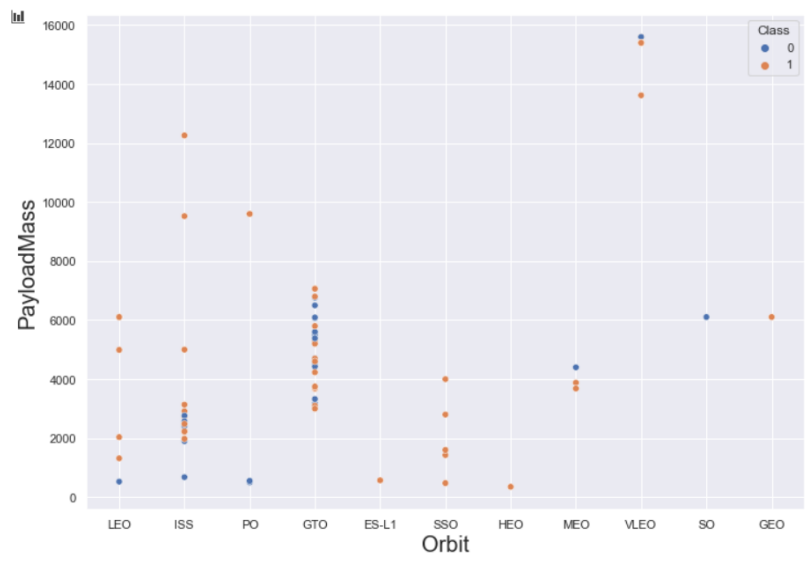 16000
14000
12000
10000
8000
6000
4000
2000
0
PayloadMass
Class
0
1
LEO ISS PO GTO ES-L1 SSO HEO MEO VLEO SO GEO
Orbit